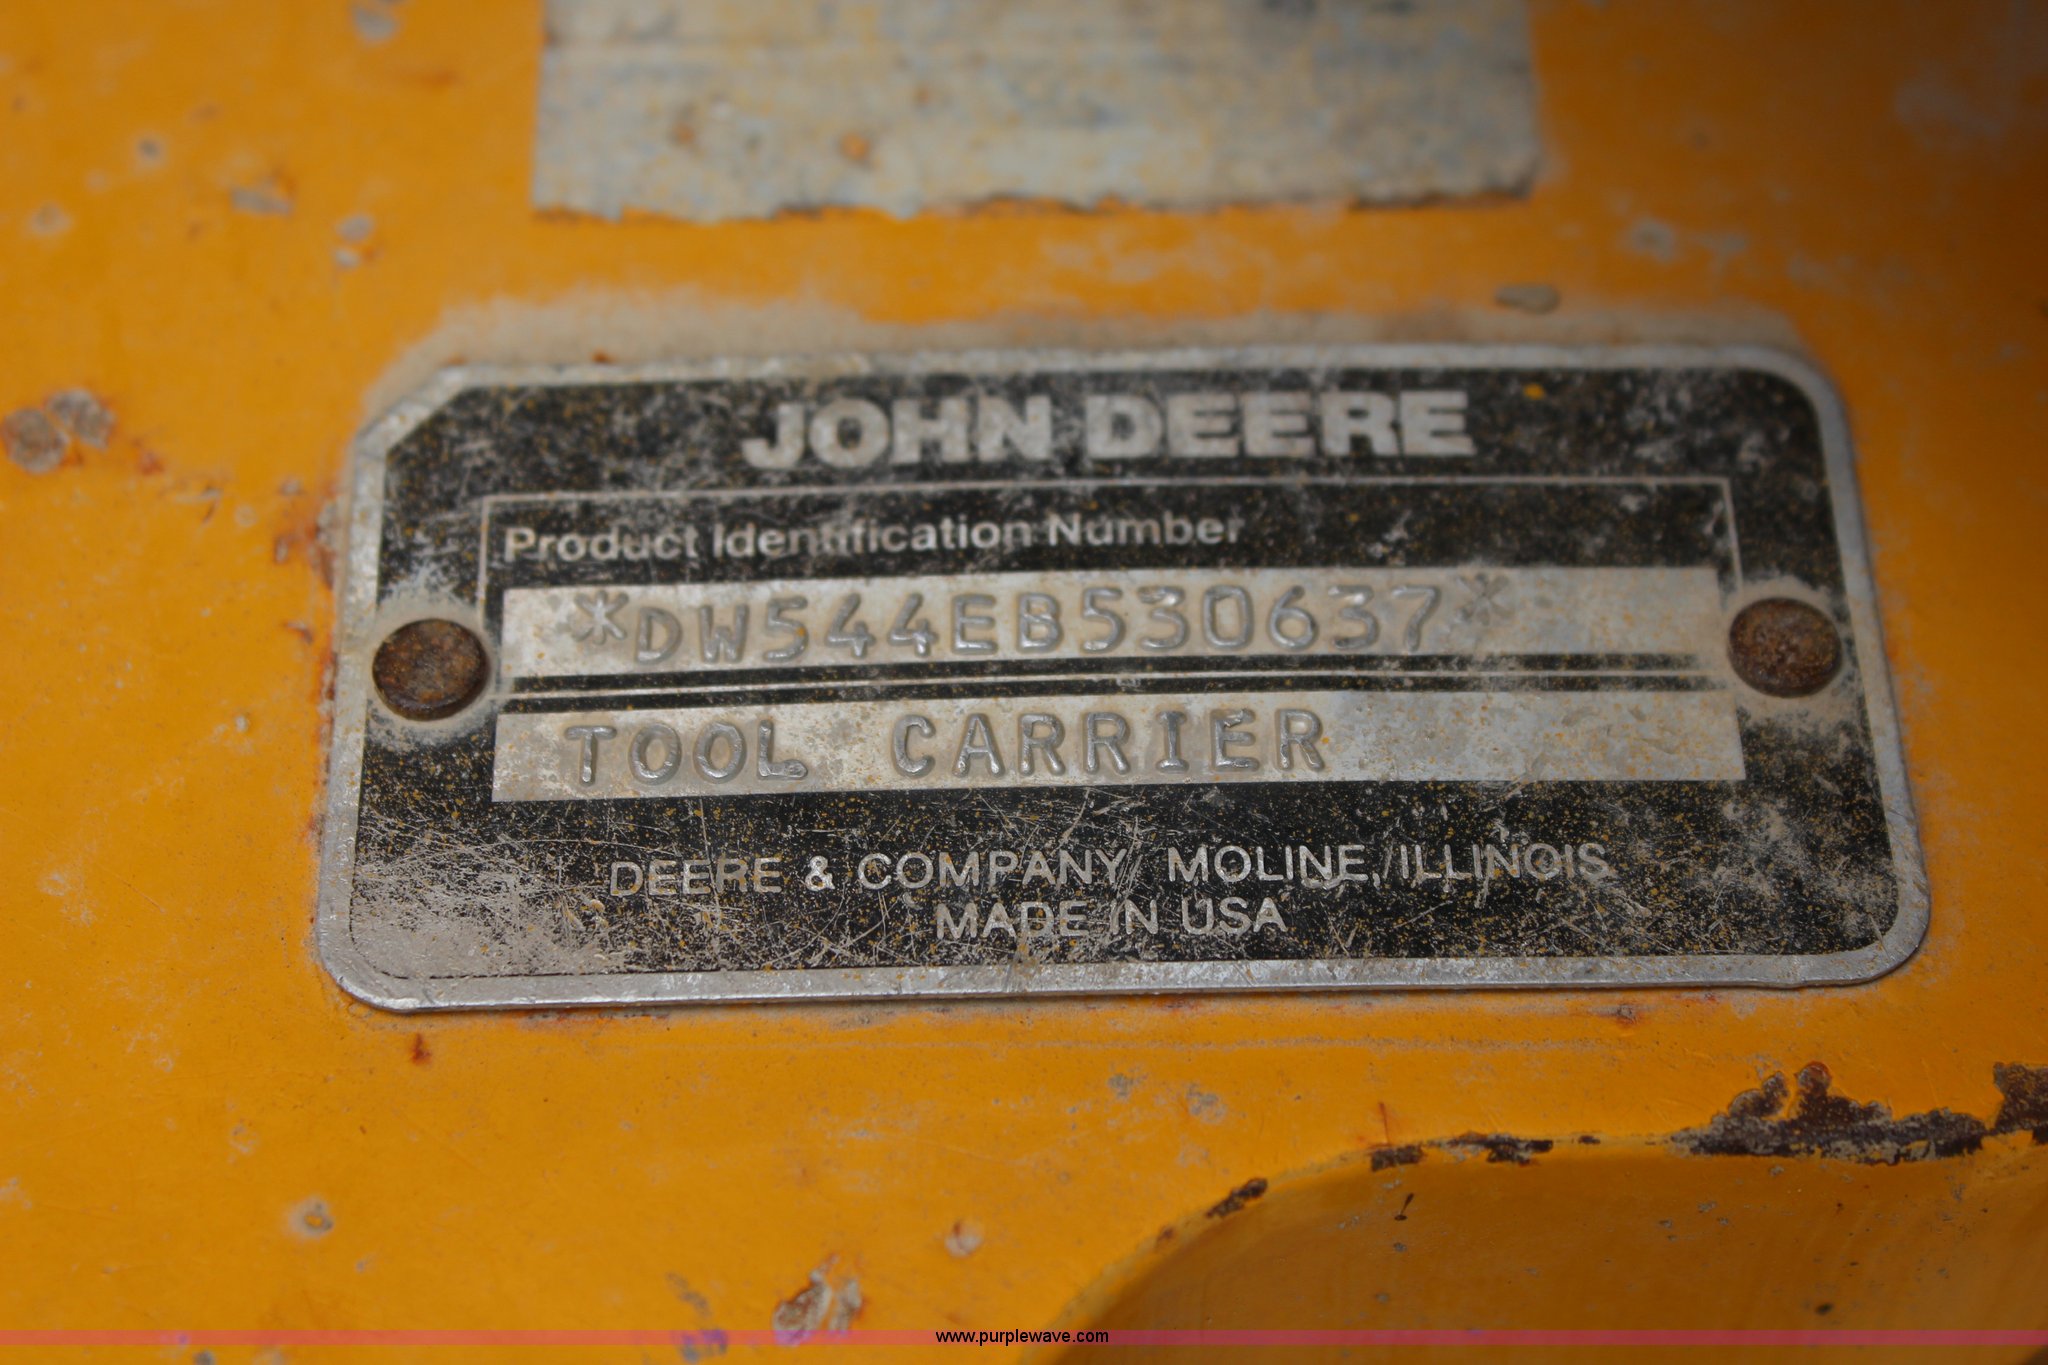 JOHN DEERE
Product Identification Number
*DW544EB530637*
TOOL CARRIER
DEERE & COMPANY MOLINE, ILLINOIS
MADE IN USA
www.purplewave.com